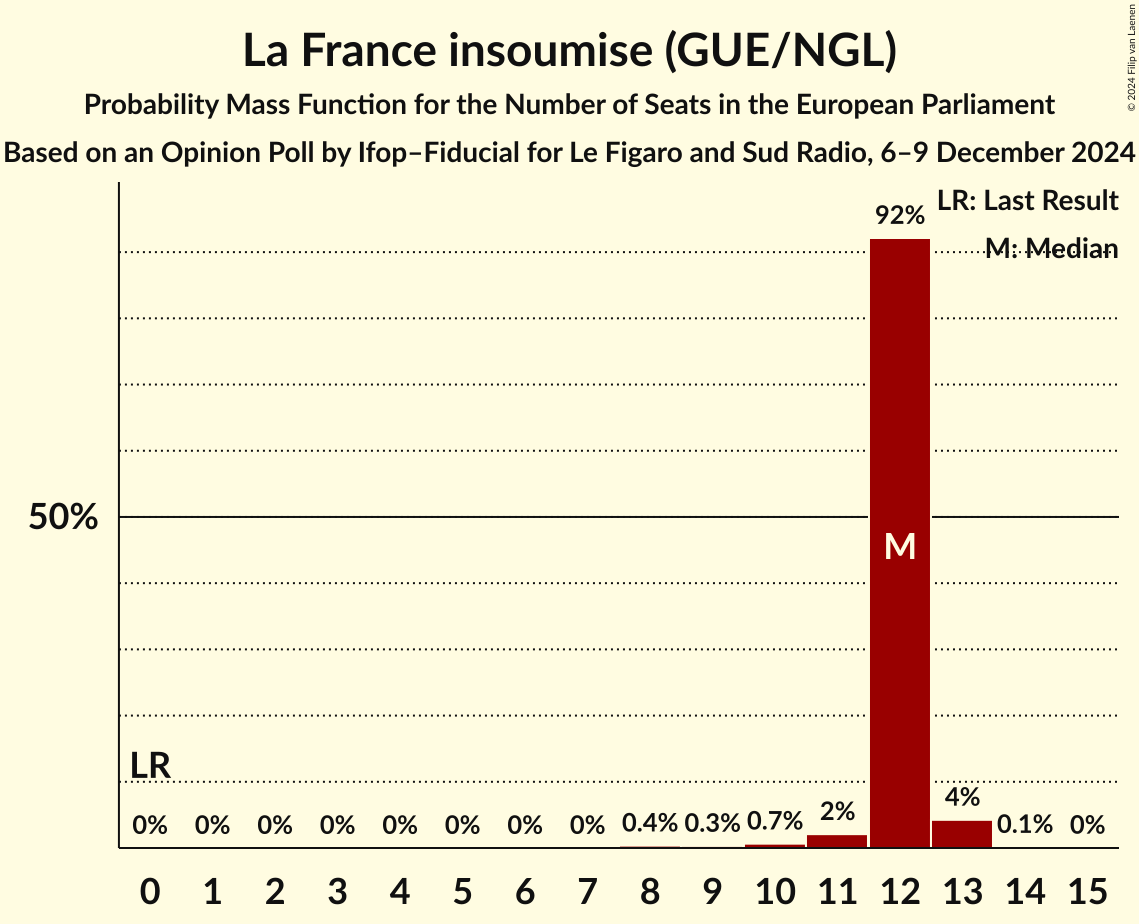 La France insoumise (GUE/NGL)
Probability Mass Function for the Number of Seats in the European Parliament
Based on an Opinion Poll by Ifop–Fiducial for Le Figaro and Sud Radio, 6–9 December 2024
© 2024 Filip van Laenen
LR: Last Result
M: Median
92%
50%
M
LR
0% 0% 0% 0% 0% 0% 0% 0% 0.4% 0.3% 0.7% 2% 4% 0.1% 0%
0 1 2 3 4 5 6 7 8 9 10 11 12 13 14 15